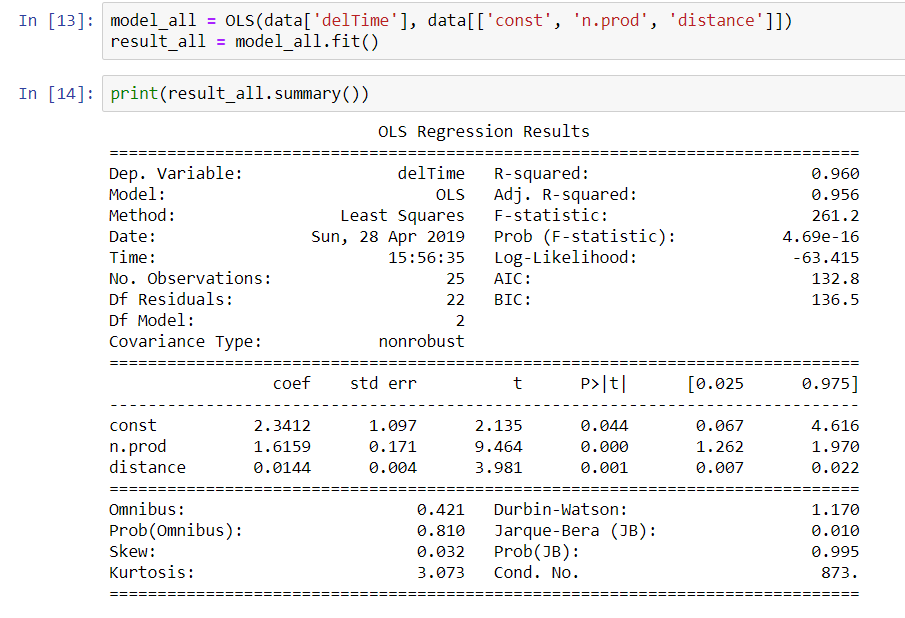 In [13]: model_all = OLS(data['delTime'], data[['const', 'n.prod', 'distance']])
result_all = model_all.fit()
In [14]: print(result_all.summary())
OLS Regression Results
==============================================================================
Dep. Variable: delTime R-squared: 0.960
Model: OLS Adj. R-squared: 0.956
Method: Least Squares F-statistic: 261.2
Date: Sun, 28 Apr 2019 Prob (F-statistic): 4.69e-16
Time: 15:56:35 Log-Likelihood: -63.415
No. Observations: 25 AIC: 132.8
Df Residuals: 22 BIC: 136.5
Df Model: 2
Covariance Type: nonrobust
==============================================================================
coef std err t P>|t| [0.025 0.975]
------------------------------------------------------------------------------
const 2.3412 1.097 2.135 0.044 0.067 4.616
n.prod 1.6159 0.171 9.464 0.000 1.262 1.970
distance 0.0144 0.004 3.981 0.001 0.007 0.022
==============================================================================
Omnibus: 0.421 Durbin-Watson: 1.170
Prob(Omnibus): 0.810 Jarque-Bera (JB): 0.010
Skew: 0.032 Prob(JB): 0.995
Kurtosis: 3.073 Cond. No. 873.
==============================================================================